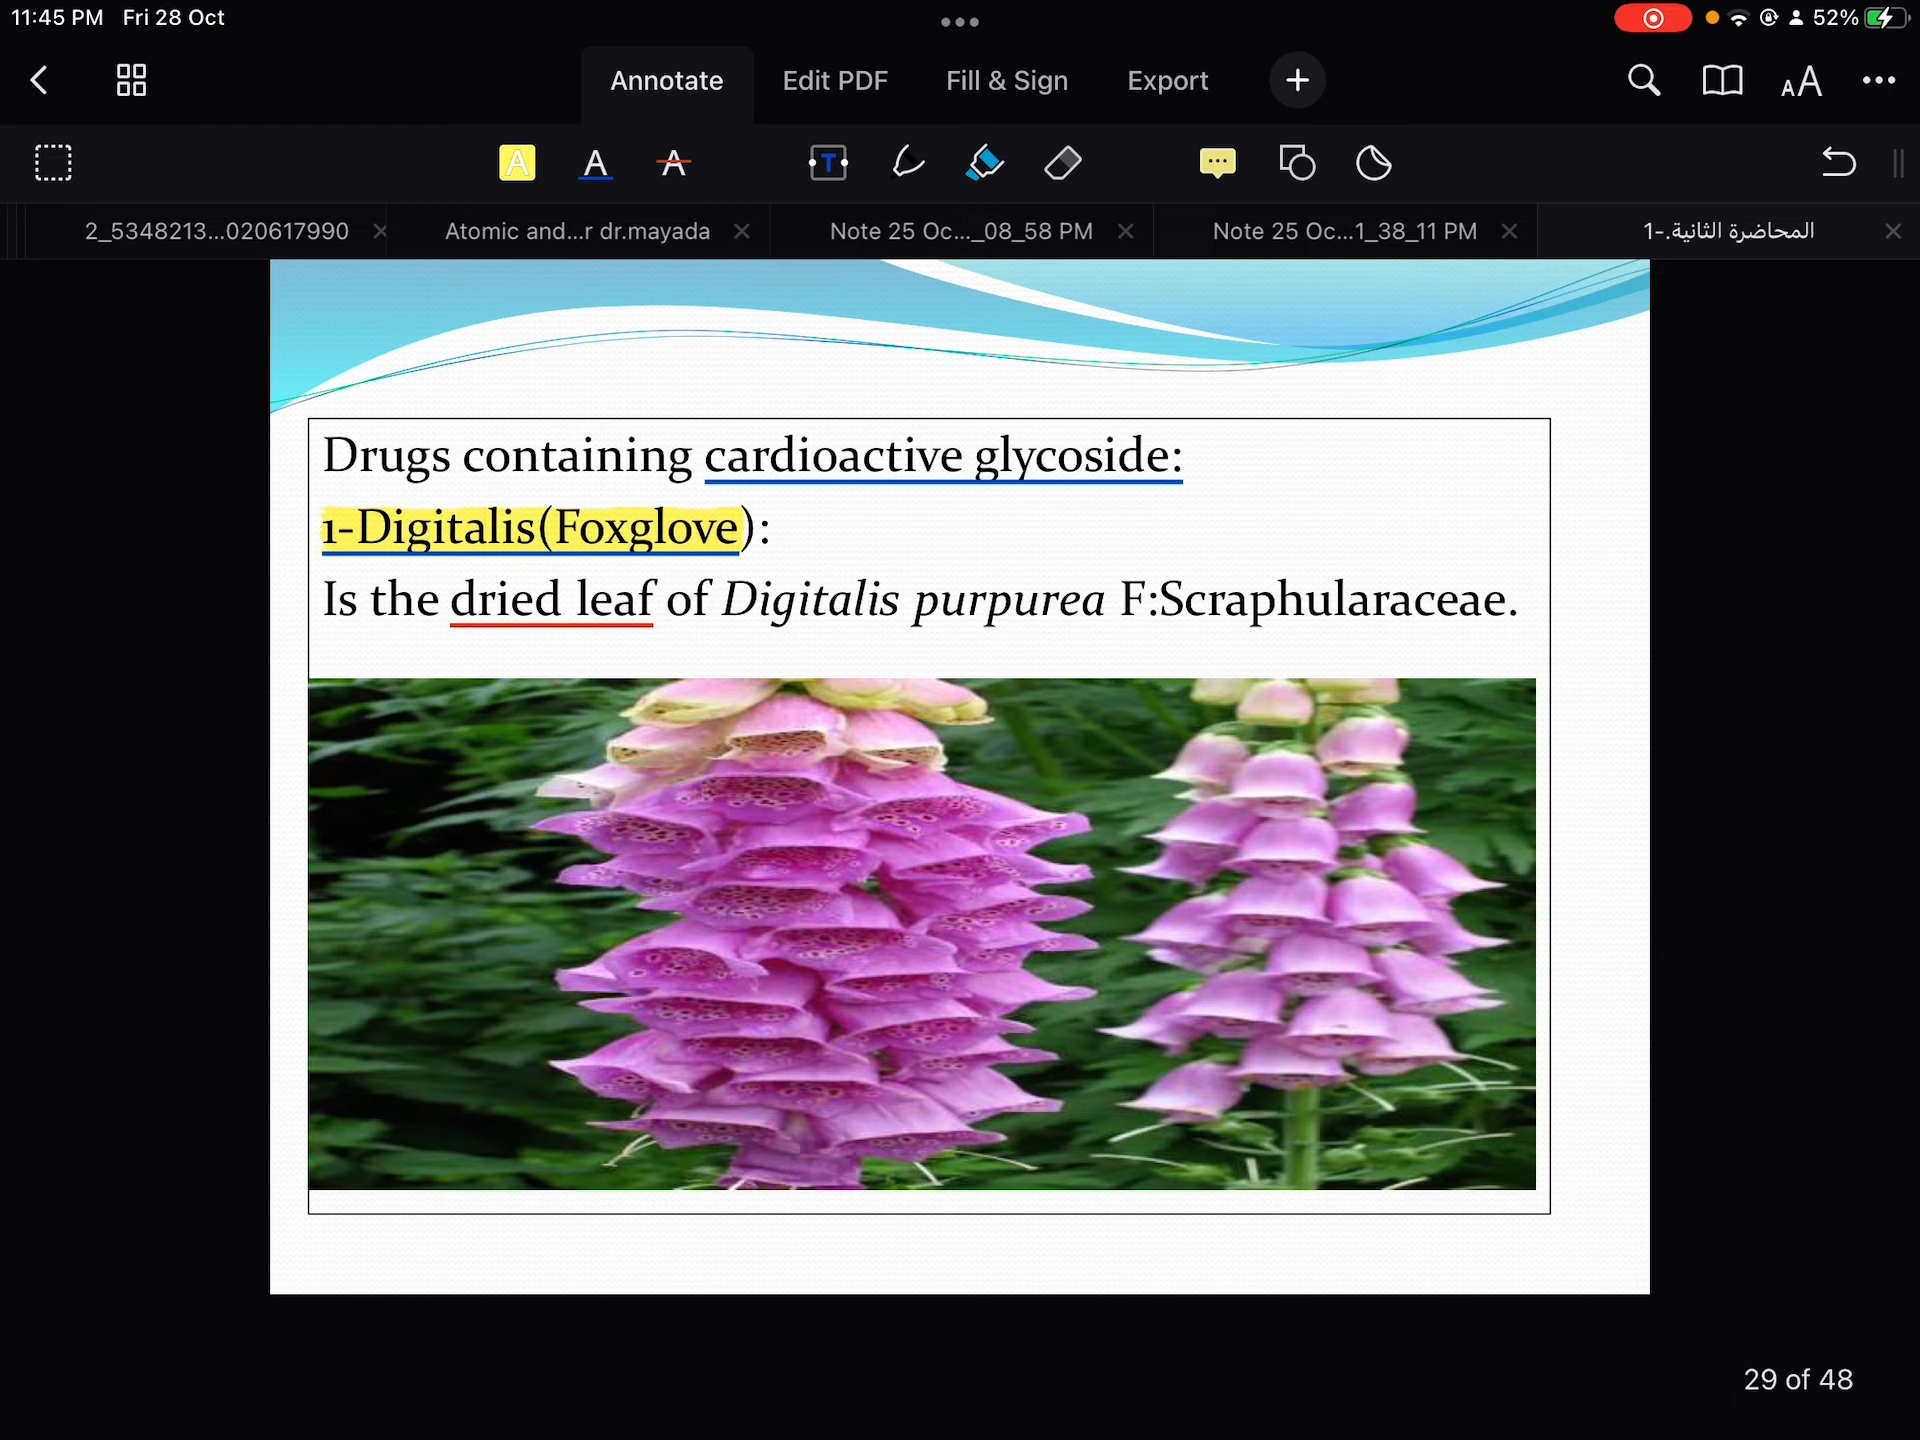 11:45 PM Fri 28 Oct
52%
Annotate Edit PDF Fill & Sign Export
AA
A A A T
2_5348213...020617990 Atomic and...r dr.mayada Note 25 Oc..._08_58 PM Note 25 Oc...1_38_11 PM المحاضرة الثانية.-1
Drugs containing cardioactive glycoside:
1-Digitalis(Foxglove):
Is the dried leaf of Digitalis purpurea F:Scraphularaceae.
29 of 48